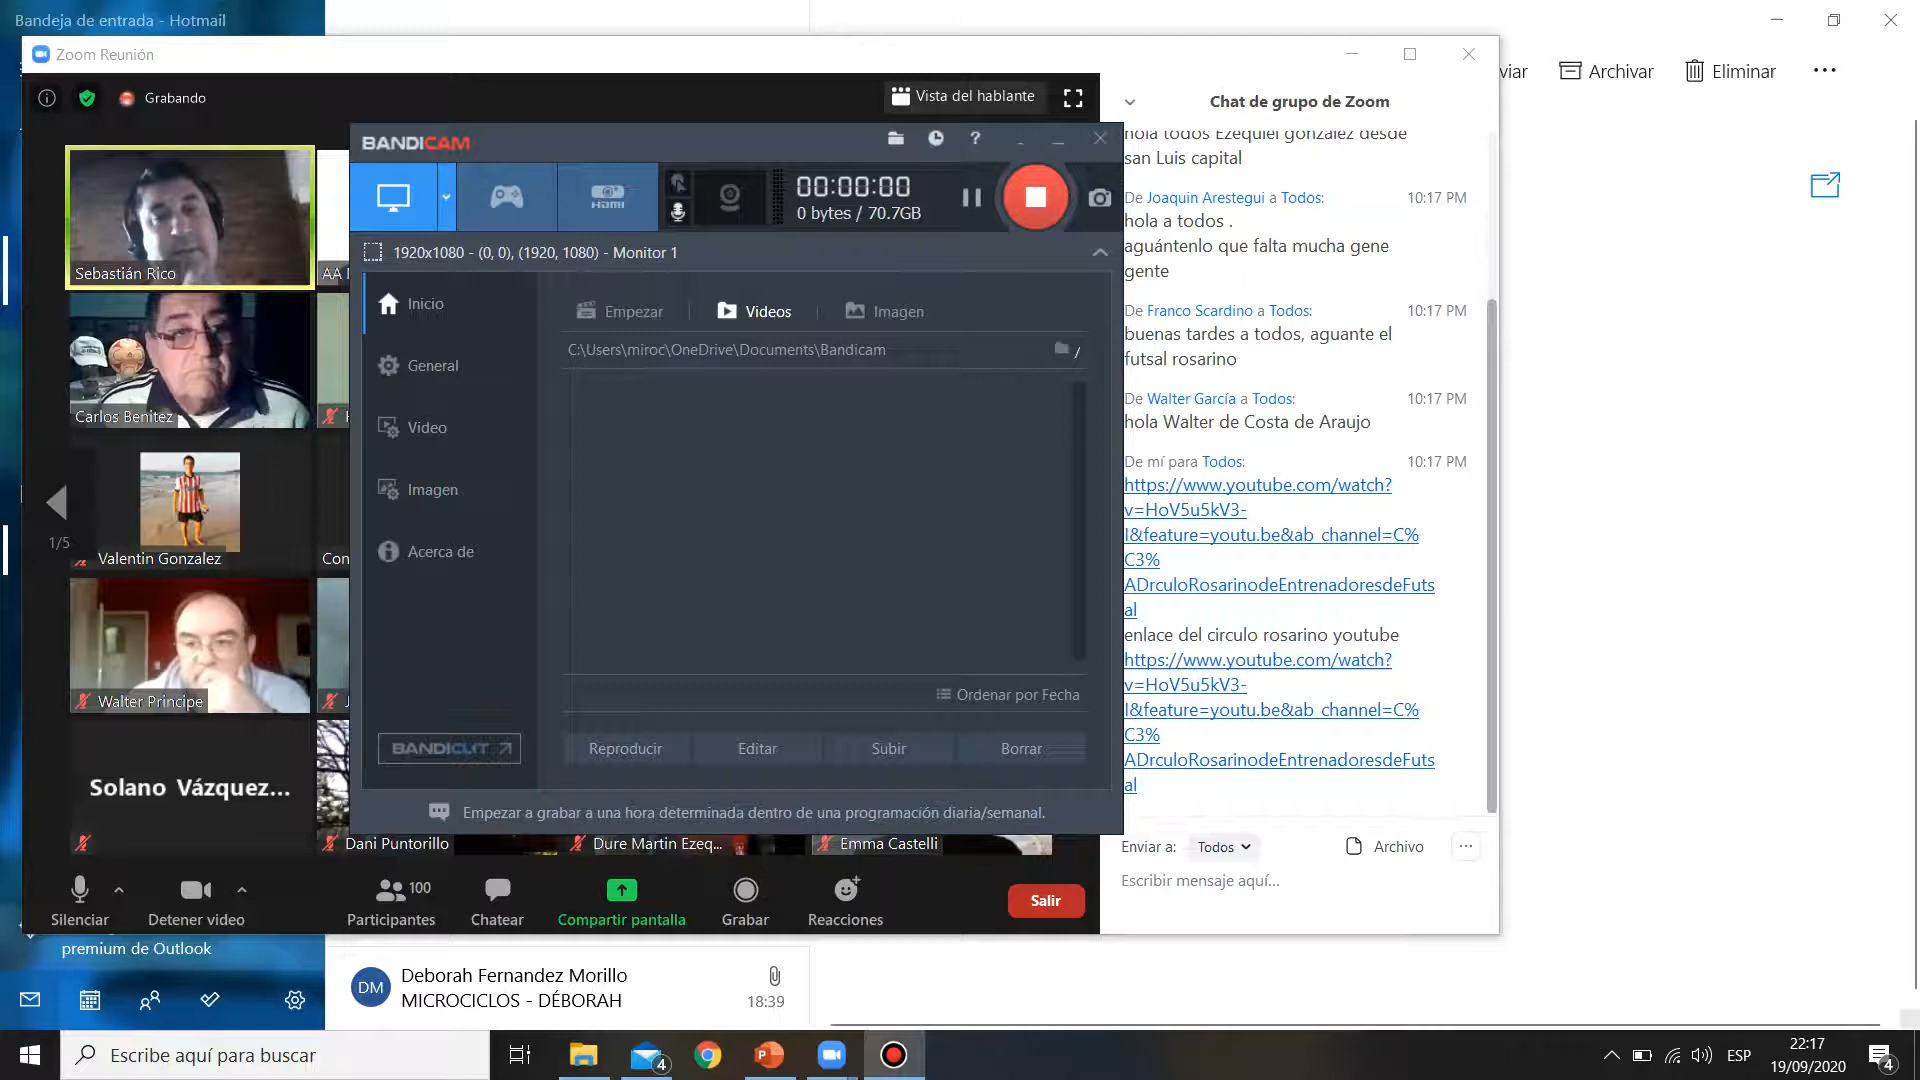 Bandeja de entrada - Hotmail
Zoom Reunión
Grabando
Vista del hablante
Sebastián Rico
AA
Carlos Benitez
1/5
Valentin Gonzalez
Con
Walter Principe
Solano Vázquez...
Dani Puntorillo
Dure Martin Ezeq...
Emma Castelli
BANDICAM
00:00:00
0 bytes / 70.7GB
1920x1080 - (0, 0), (1920, 1080) - Monitor 1
Inicio
General
Video
Imagen
Acerca de
Empezar
Videos
Imagen
C:\Users\miroc\OneDrive\Documents\Bandicam
/
Ordenar por Fecha
Reproducir
Editar
Subir
Borrar
BANDICUT
Empezar a grabar a una hora determinada dentro de una programación diaria/semanal.
Silenciar
Detener video
100
Participantes
Chatear
Compartir pantalla
Grabar
Reacciones
Salir
Chat de grupo de Zoom
hola todos Ezequiel gonzalez desde
san Luis capital
De Joaquin Arestegui a Todos: 10:17 PM
hola a todos .
aguántenlo que falta mucha gene
gente
De Franco Scardino a Todos: 10:17 PM
buenas tardes a todos, aguante el
futsal rosarino
De Walter García a Todos: 10:17 PM
hola Walter de Costa de Araujo
De mí para Todos: 10:17 PM
https://www.youtube.com/watch?
v=HoV5u5kV3-
I&feature=youtu.be&ab_channel=C%
C3%
ADrculoRosarinodeEntrenadoresdeFuts
al
enlace del circulo rosarino youtube
https://www.youtube.com/watch?
v=HoV5u5kV3-
I&feature=youtu.be&ab_channel=C%
C3%
ADrculoRosarinodeEntrenadoresdeFuts
al
Enviar a: Todos
Archivo
Escribir mensaje aquí...
viar
Archivar
Eliminar
premium de Outlook
DM
Deborah Fernandez Morillo
MICROCICLOS - DÉBORAH
18:39
Escribe aquí para buscar
4
ESP
22:17
19/09/2020
4